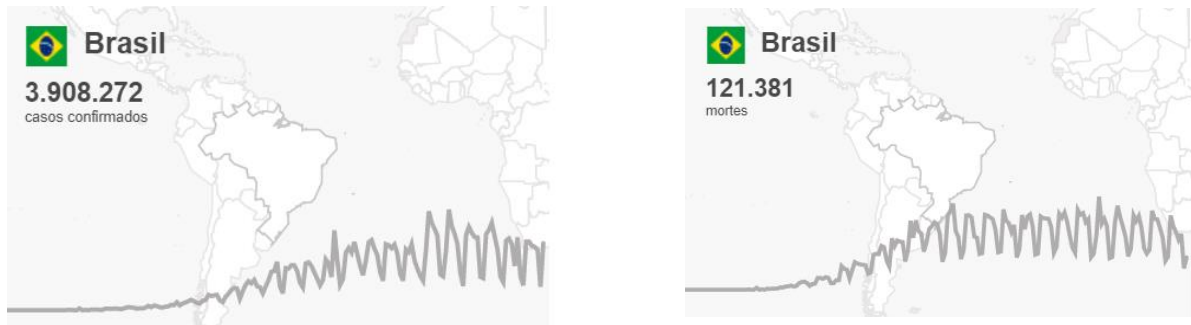 Brasil
3.908.272
casos confirmados
Brasil
121.381
mortes